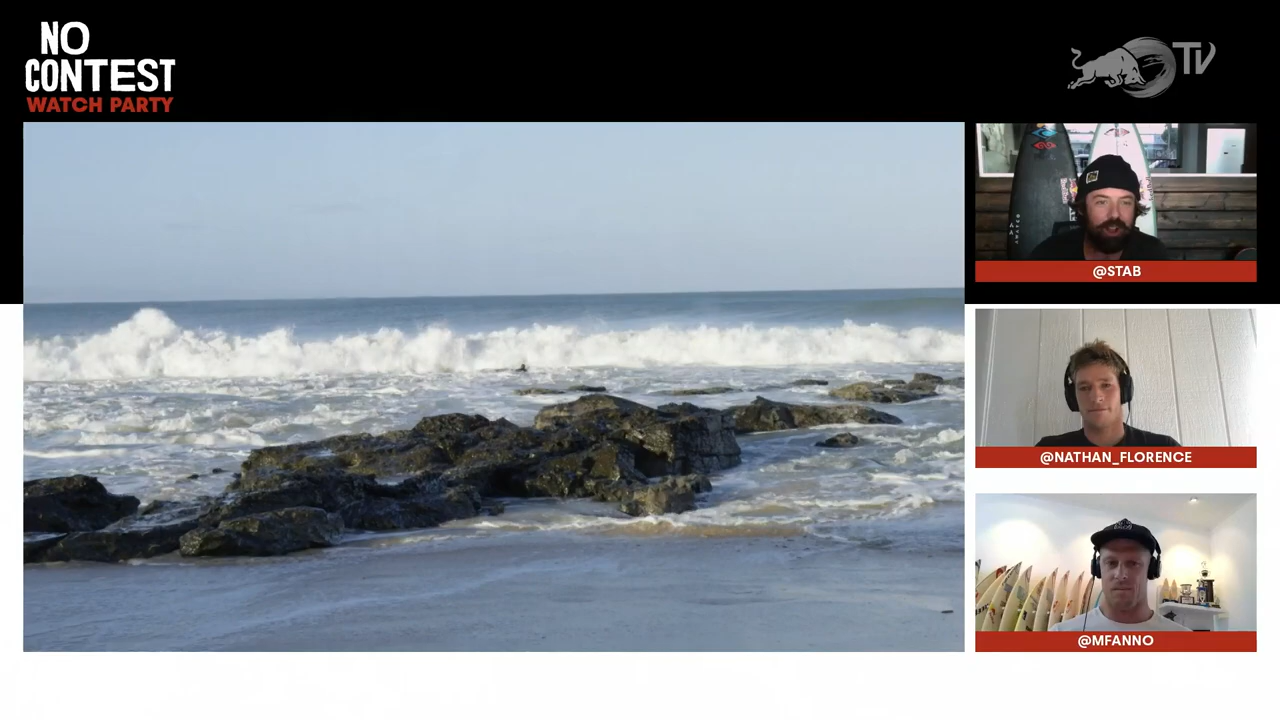 NO
CONTEST
WATCH PARTY
TV
@STAB
@NATHAN_FLORENCE
@MFANNO